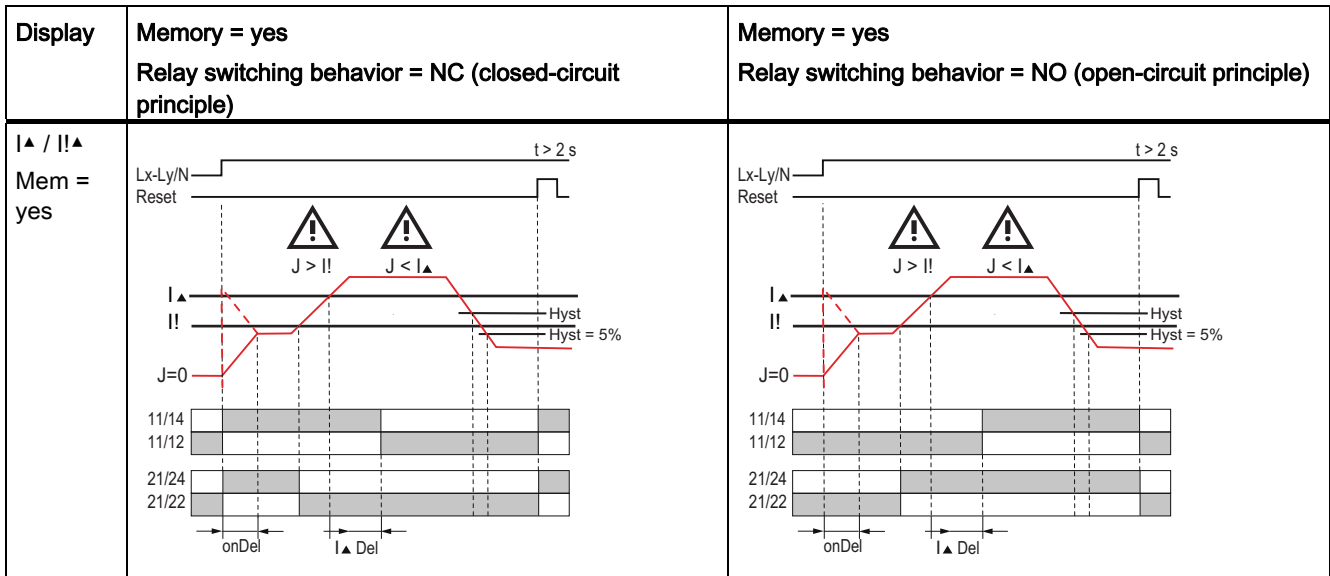 Display
Memory = yes
Relay switching behavior = NC (closed-circuit
principle)
Memory = yes
Relay switching behavior = NO (open-circuit principle)
I▲ / I!▲
Mem =
yes
t > 2 s
Lx-Ly/N
Reset
J > I!
J < I▲
I▲
I!
Hyst
Hyst = 5%
J=0
11/14
11/12
21/24
21/22
onDel
I▲ Del
t > 2 s
Lx-Ly/N
Reset
J > I!
J < I▲
I▲
I!
Hyst
Hyst = 5%
J=0
11/14
11/12
21/24
21/22
onDel
I▲ Del